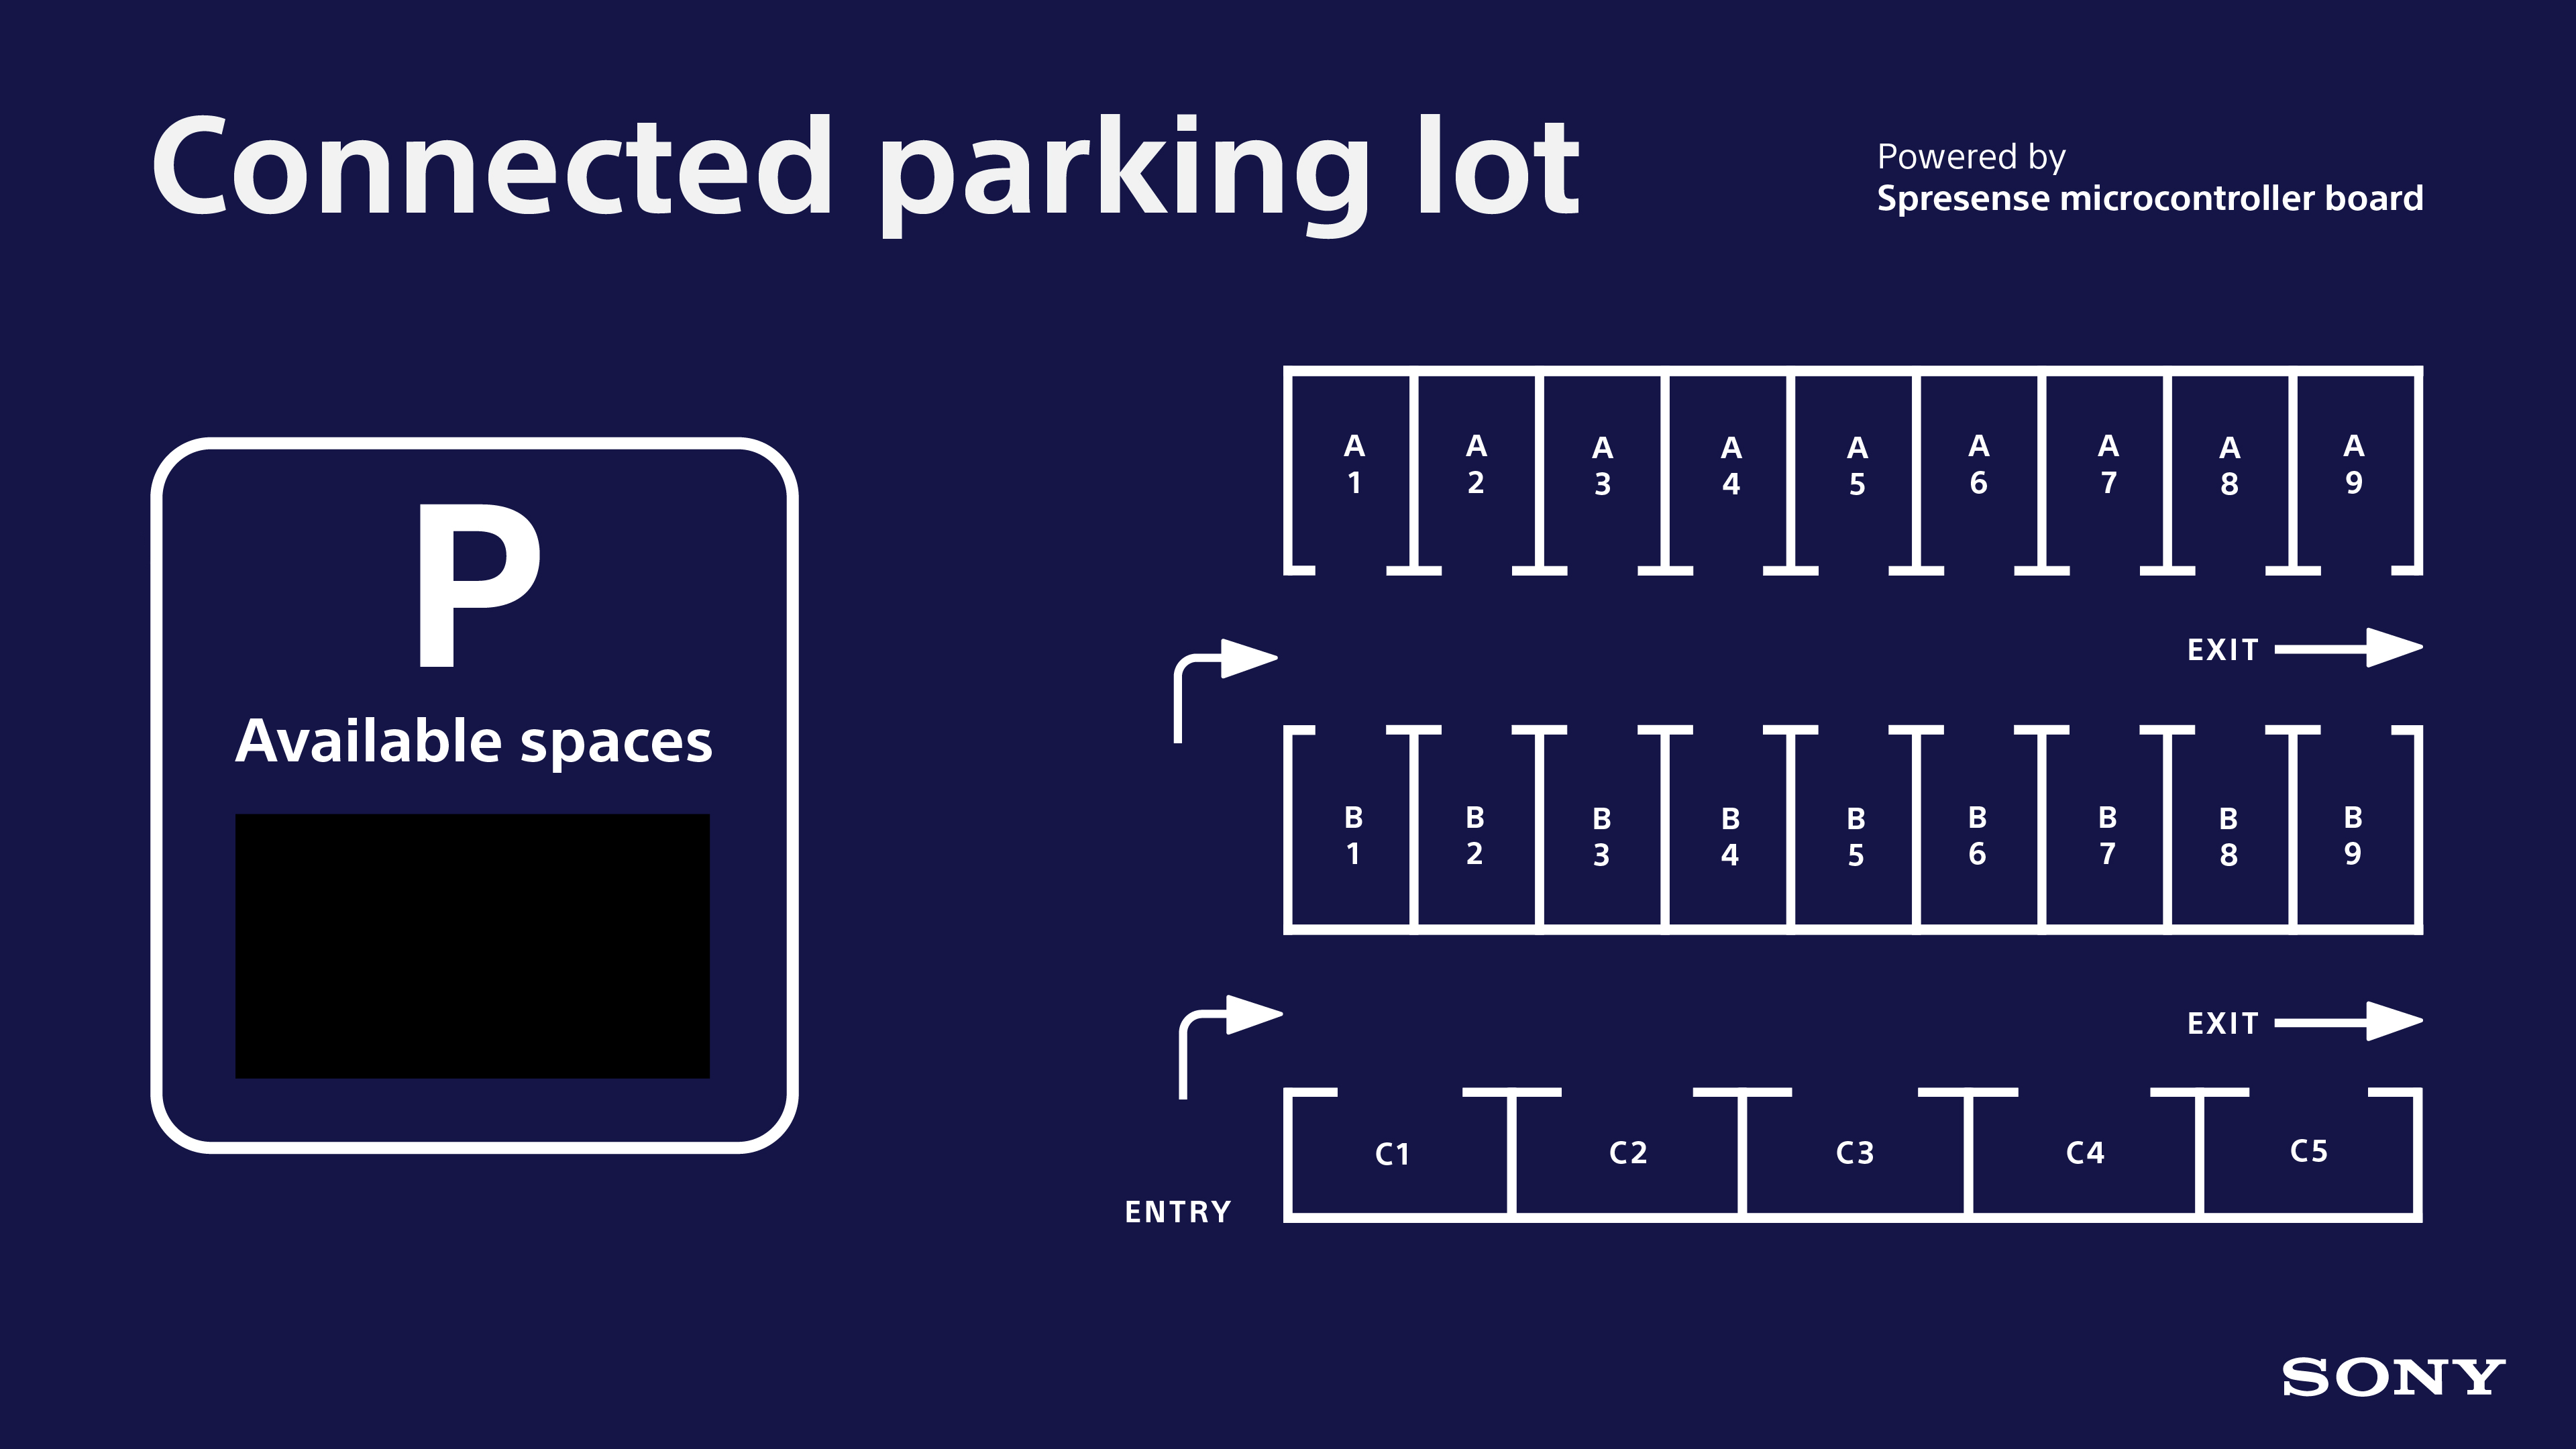 Connected parking lot
Powered by
Spresense microcontroller board
P
Available spaces
A A A A A A A A A
1 2 3 4 5 6 7 8 9
EXIT
B B B B B B B B B
1 2 3 4 5 6 7 8 9
EXIT
C1 C2 C3 C4 C5
ENTRY
SONY